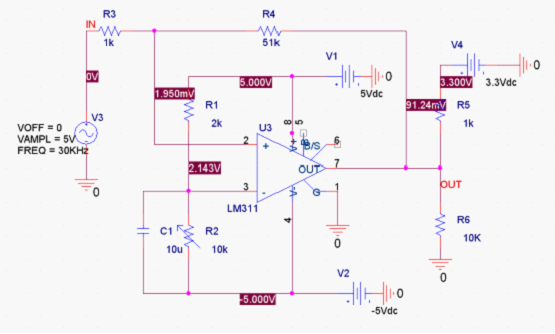 IN
R3
1k
R4
51k
V4
3.300V
3.3Vdc
0
0V
1.950mV
5.000V
V1
5Vdc
0
R1
2k
91.24mV
R5
1k
V3
VOFF = 0
VAMPL = 5V
FREQ = 30KHz
0
U3
8
5
V+
B
B/S
6
2
+
OUT
7
2.143V
3
-
LM311
V-
G
1
4
0
OUT
C1
10u
R2
10k
R6
10K
0
V2
-5.000V
-5Vdc
0